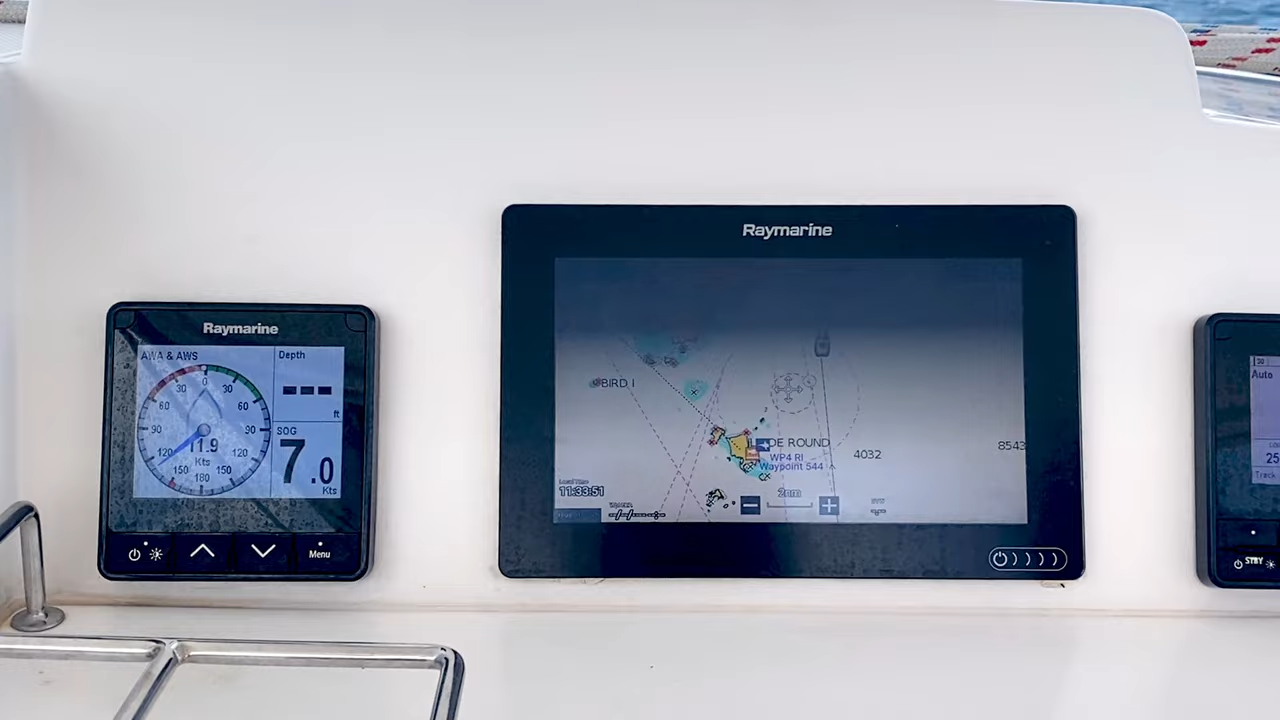 Raymarine
AWA & AWS
0
30 30
60 60
90 90
120 120
150 150
180
11.9
Kts
Depth
---
ft
SOG
7.0
Kts
Menu
Raymarine
BIRD I
DE ROUND
WP4 RI
Waypoint 544
4032
8543
11:33:51
2nm
Auto
25
Track
STBY